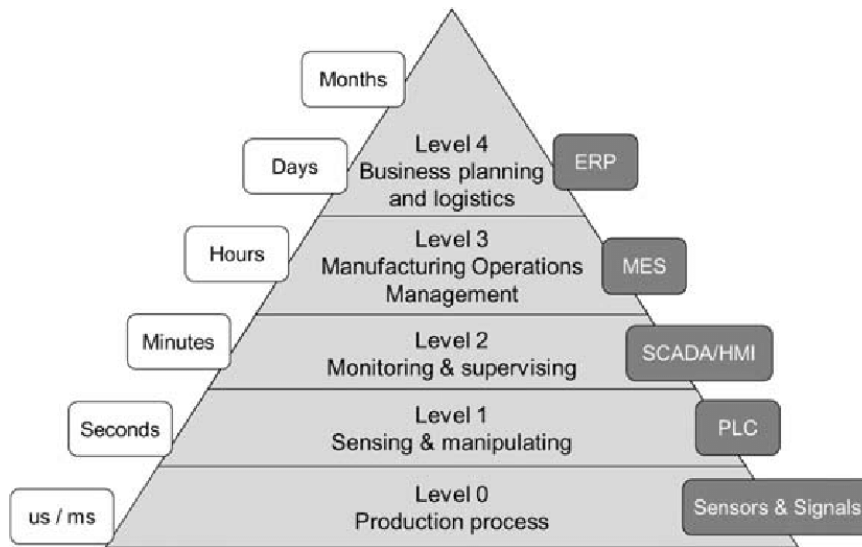 Months
Level 4
Days
Business planning
ERP
and logistics
Level 3
Hours
Manufacturing Operations
MES
Management
Minutes
Level 2
SCADA/HMI
Monitoring & supervising
Seconds
Level 1
PLC
Sensing & manipulating
us / ms
Level 0
Sensors & Signals
Production process